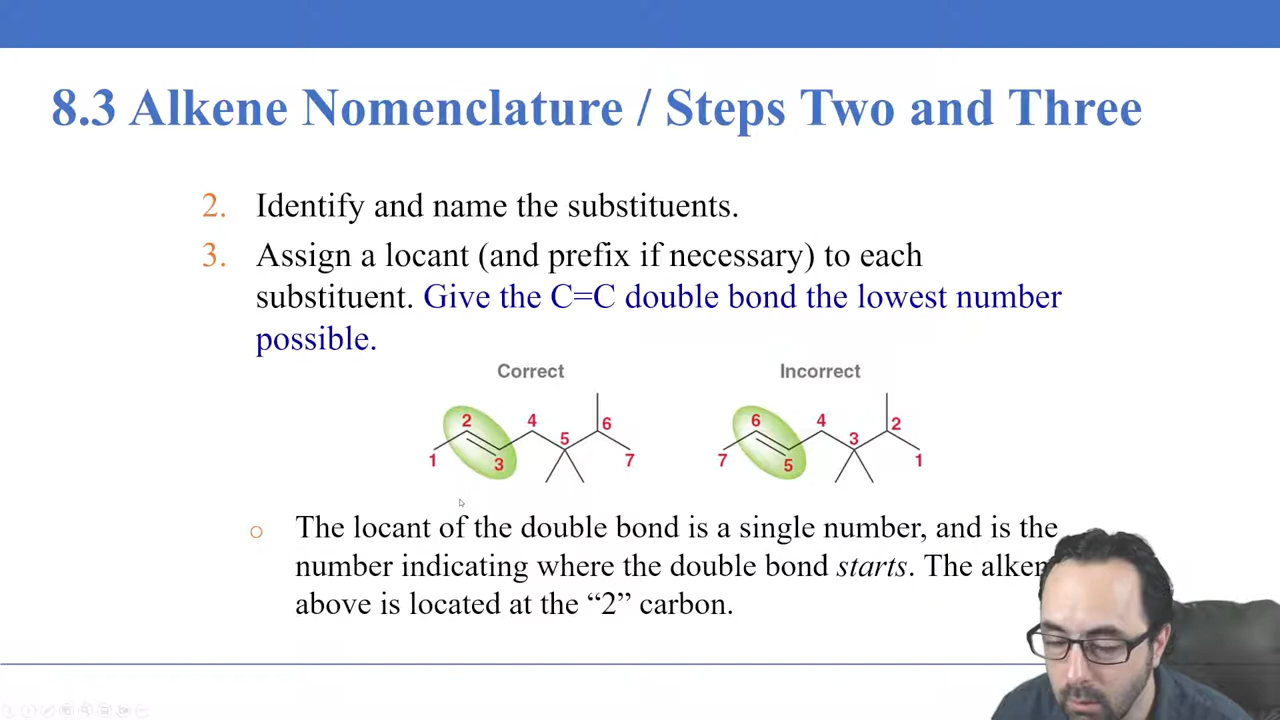 8.3 Alkene Nomenclature / Steps Two and Three
2. Identify and name the substituents.
3. Assign a locant (and prefix if necessary) to each
substituent. Give the C=C double bond the lowest number
possible.
Correct
2 4 6
5
1 3 7
Incorrect
6 4 2
3
7 5 1
o The locant of the double bond is a single number, and is the
number indicating where the double bond starts. The alken
above is located at the “2” carbon.